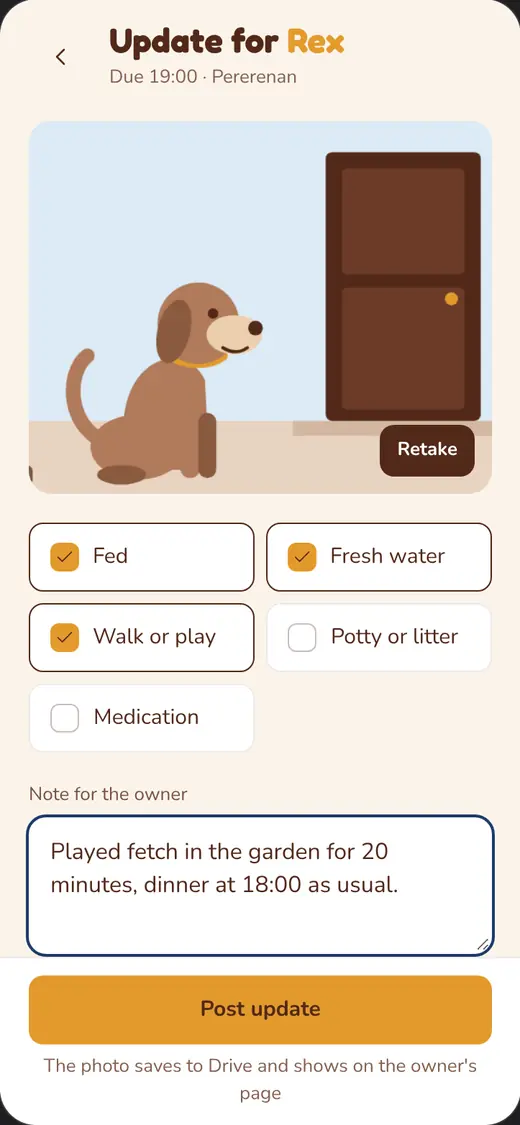 Update for Rex
Due 19:00 · Pererenan
Retake
Fed
Fresh water
Walk or play
Potty or litter
Medication
Note for the owner
Played fetch in the garden for 20
minutes, dinner at 18:00 as usual.
Post update
The photo saves to Drive and shows on the owner's
page